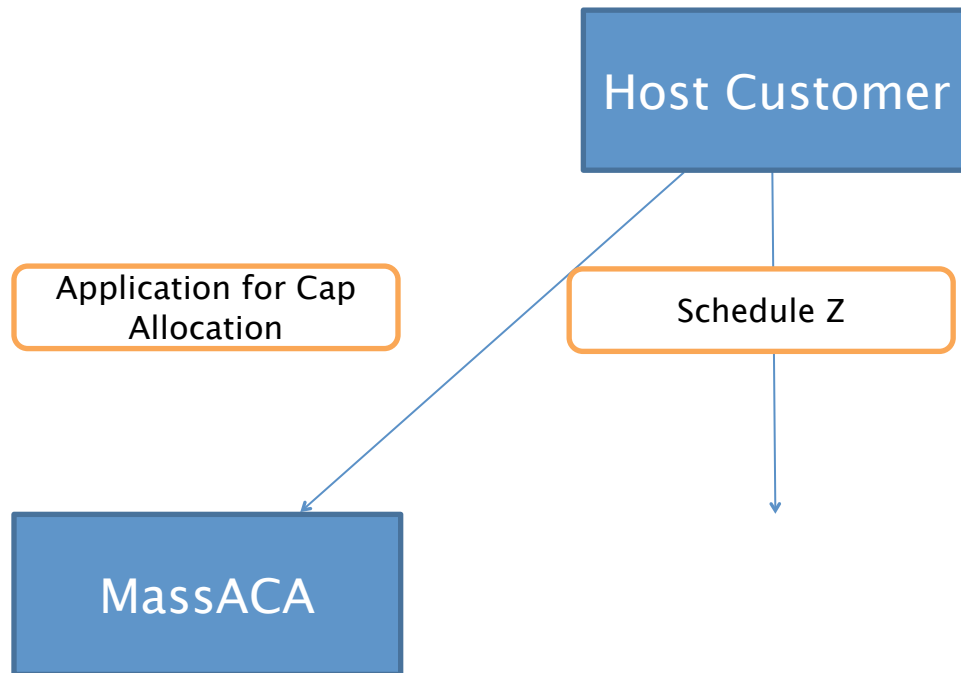 Host Customer
Application for Cap
Allocation
Schedule Z
MassACA